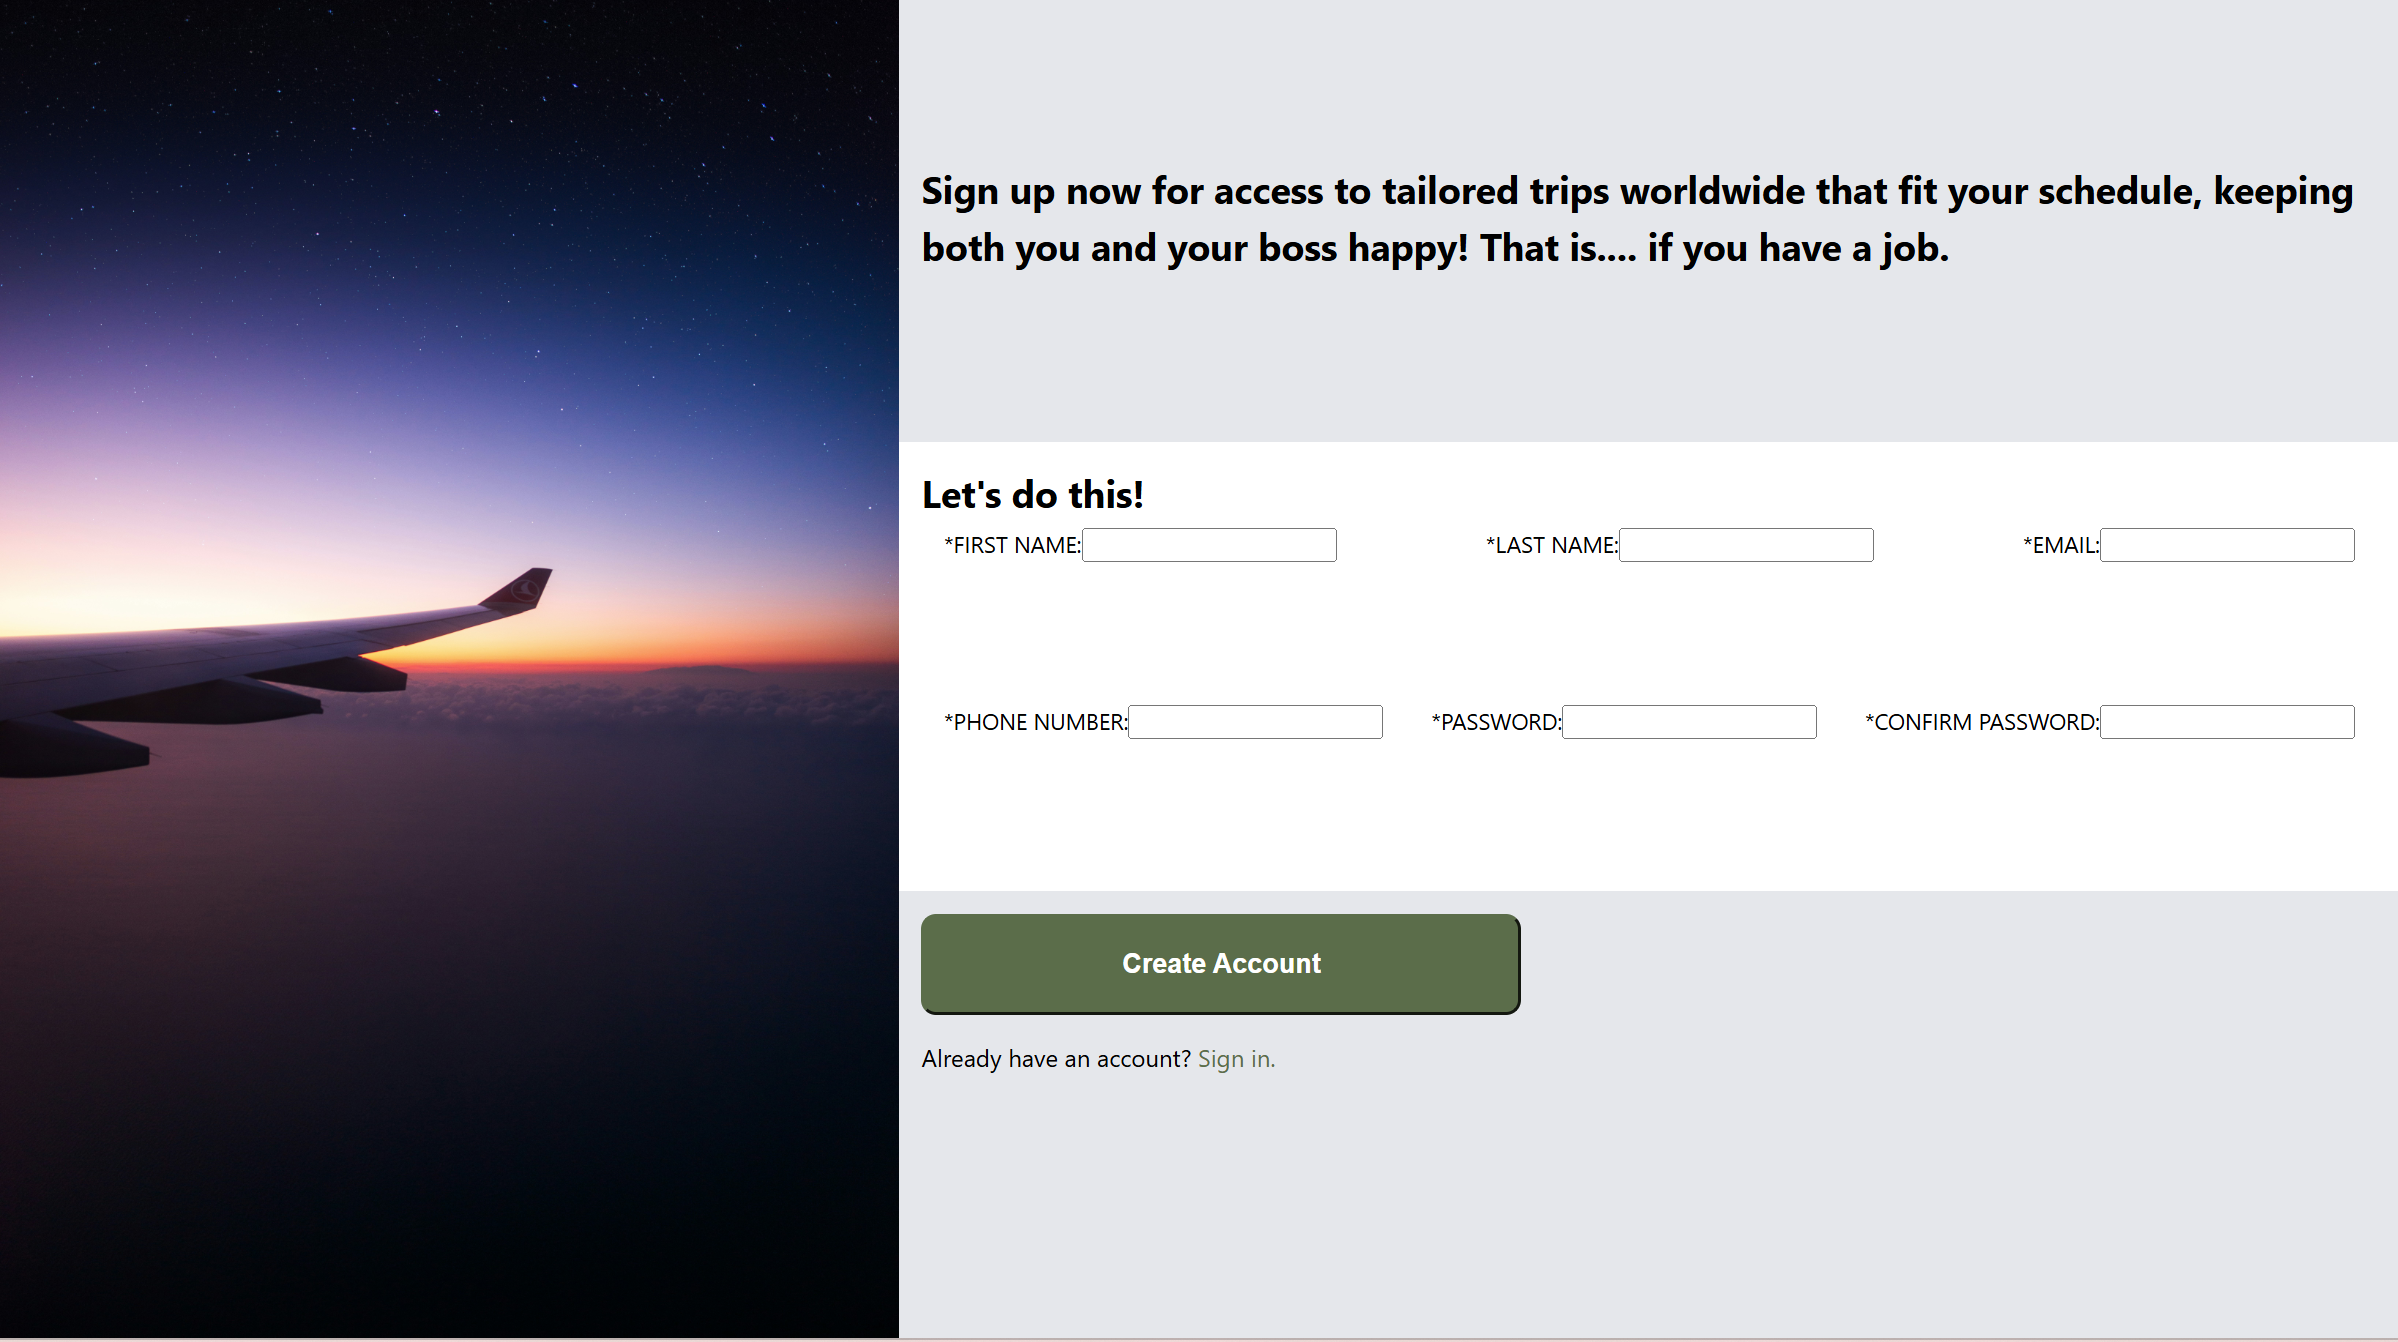 Sign up now for access to tailored trips worldwide that fit your schedule, keeping
both you and your boss happy! That is.... if you have a job.
Let's do this!
*FIRST NAME: *LAST NAME: *EMAIL:
*PHONE NUMBER: *PASSWORD: *CONFIRM PASSWORD:
Create Account
Already have an account? Sign in.